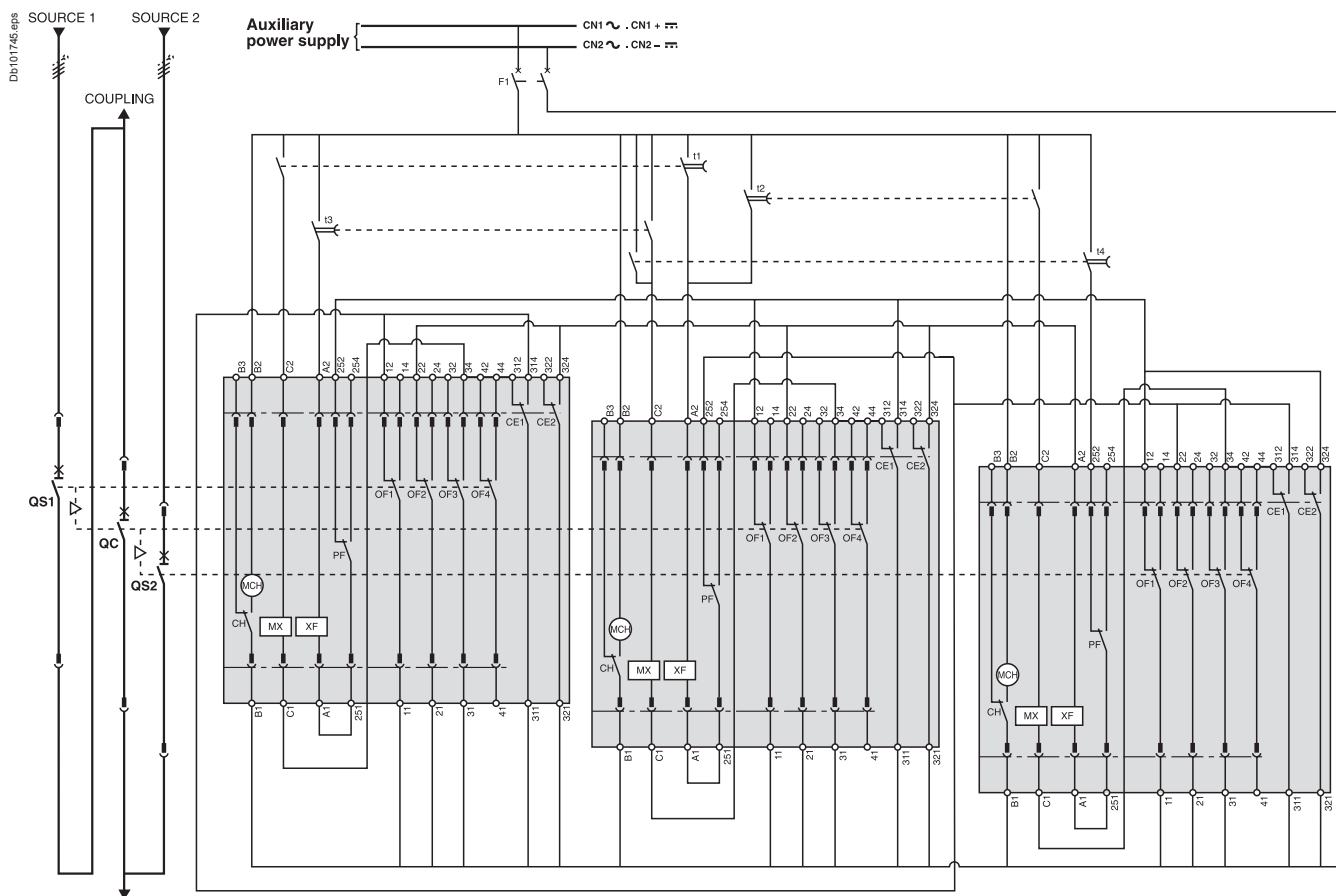 Db101745.eps
SOURCE 1 SOURCE 2
Auxiliary
power supply
CN1 ~ . CN1 + ⎓
CN2 ~ . CN2 – ⎓
F1
COUPLING
t1
t2
t3
t4
B3 B2 C2 A2 252 254 12 14 22 24 32 34 42 44 312 314 322 324
CE1 CE2
OF1 OF2 OF3 OF4
PF
MCH
CH
MX XF
B1 C1 A1 251 11 21 31 41 311 321
B3 B2 C2 A2 252 254 12 14 22 24 32 34 42 44 312 314 322 324
CE1 CE2
OF1 OF2 OF3 OF4
PF
MCH
CH
MX XF
B1 C1 A1 251 11 21 31 41 311 321
B3 B2 C2 A2 252 254 12 14 22 24 32 34 42 44 312 314 322 324
CE1 CE2
OF1 OF2 OF3 OF4
PF
MCH
CH
MX XF
B1 C1 A1 251 11 21 31 41 311 321
QS1
QC
QS2